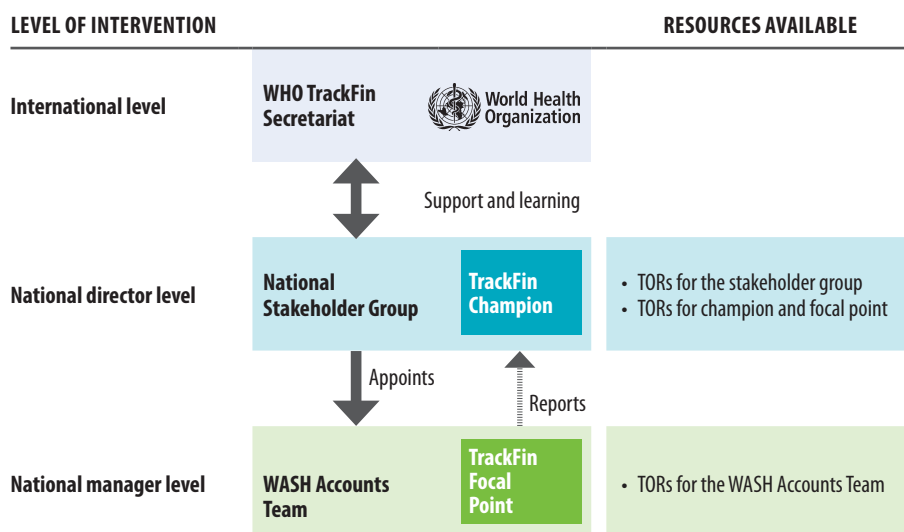 LEVEL OF INTERVENTION
RESOURCES AVAILABLE
International level
WHO TrackFin
Secretariat
World Health
Organization
Support and learning
National director level
National
Stakeholder Group
TrackFin
Champion
• TORs for the stakeholder group
• TORs for champion and focal point
Appoints
Reports
National manager level
WASH Accounts
Team
TrackFin
Focal
Point
• TORs for the WASH Accounts Team